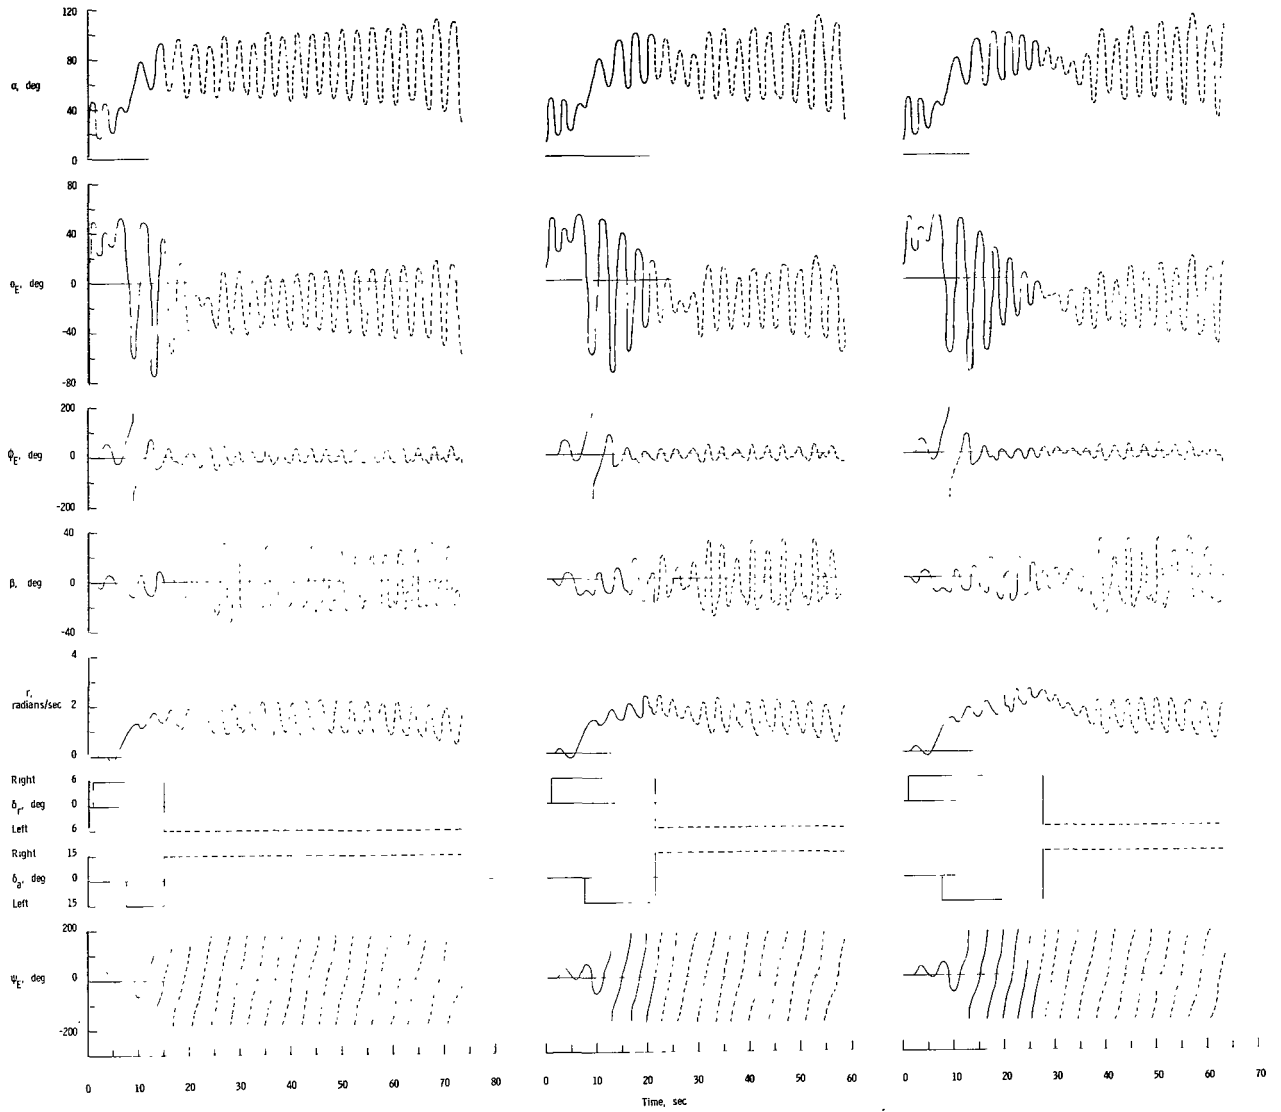 120
80
α, deg
40
0
80
40
θE, deg 0
-40
-80
200
ϕE, deg 0
-200
40
β, deg 0
-40
4
r,
radians/sec 2
0
Right 6
δr, deg 0
Left 6
Right 15
δa, deg 0
Left 15
200
ψE, deg 0
-200
0 10 20 30 40 50 60 70 80
0 10 20 30 40 50 60
0 10 20 30 40 50 60 70
Time, sec